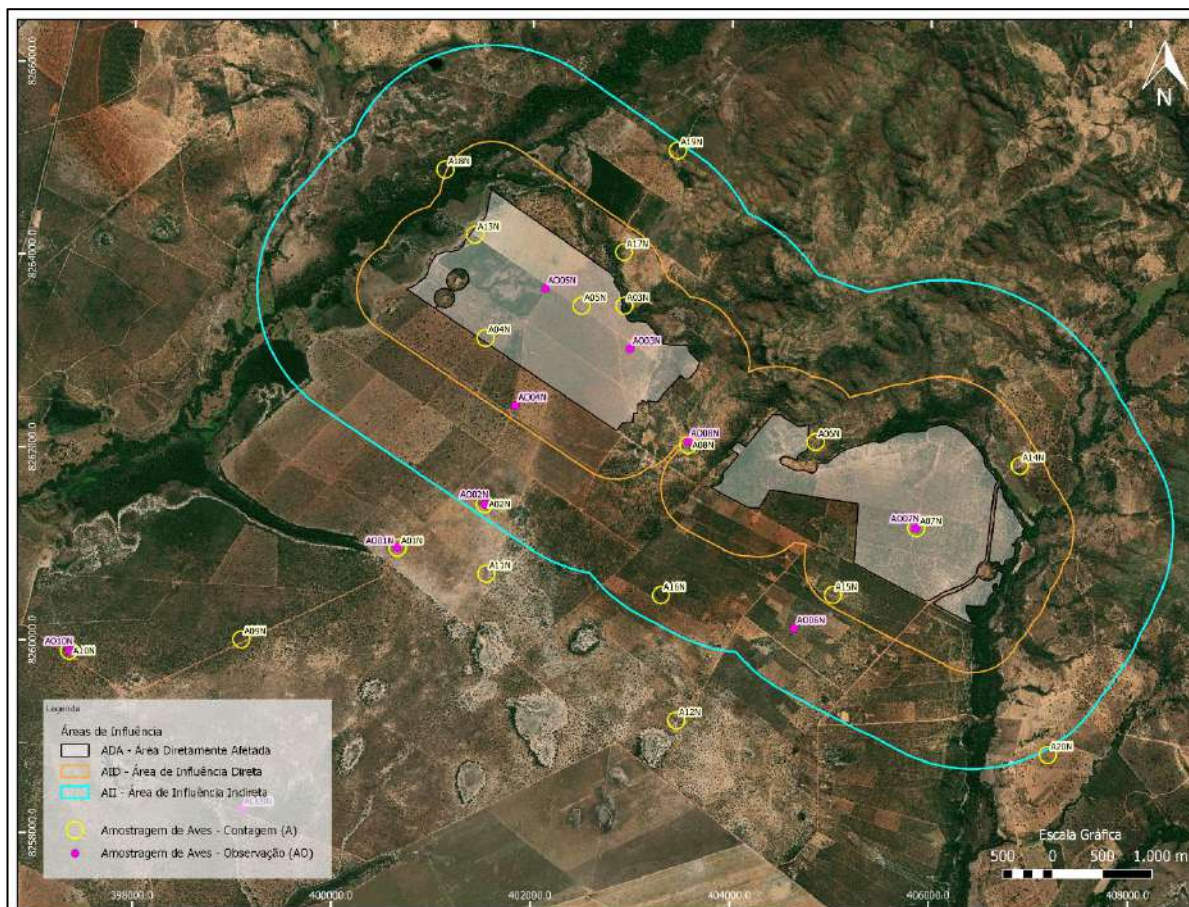 8266000.0
N
A19N
A18N
A13N
A17N
8264000.0
AO05N
A05N
A03N
A04N
AO03N
AO04N
AO08N
A08N
A06N
8262000.0
A14N
AO02N
A02N
AO07N
A07N
AO01N
A01N
A16N
A15N
AO06N
A09N
8260000.0
AO10N
A10N
A12N
A20N
Legenda
Áreas de Influência
ADA - Área Diretamente Afetada
AID - Área de Influência Direta
AII - Área de Influência Indireta
Amostragem de Aves - Contagem (A)
Amostragem de Aves - Observação (AO)
8258000.0
Escala Gráfica
500 0 500 1.000 m
398000.0 400000.0 402000.0 404000.0 406000.0 408000.0